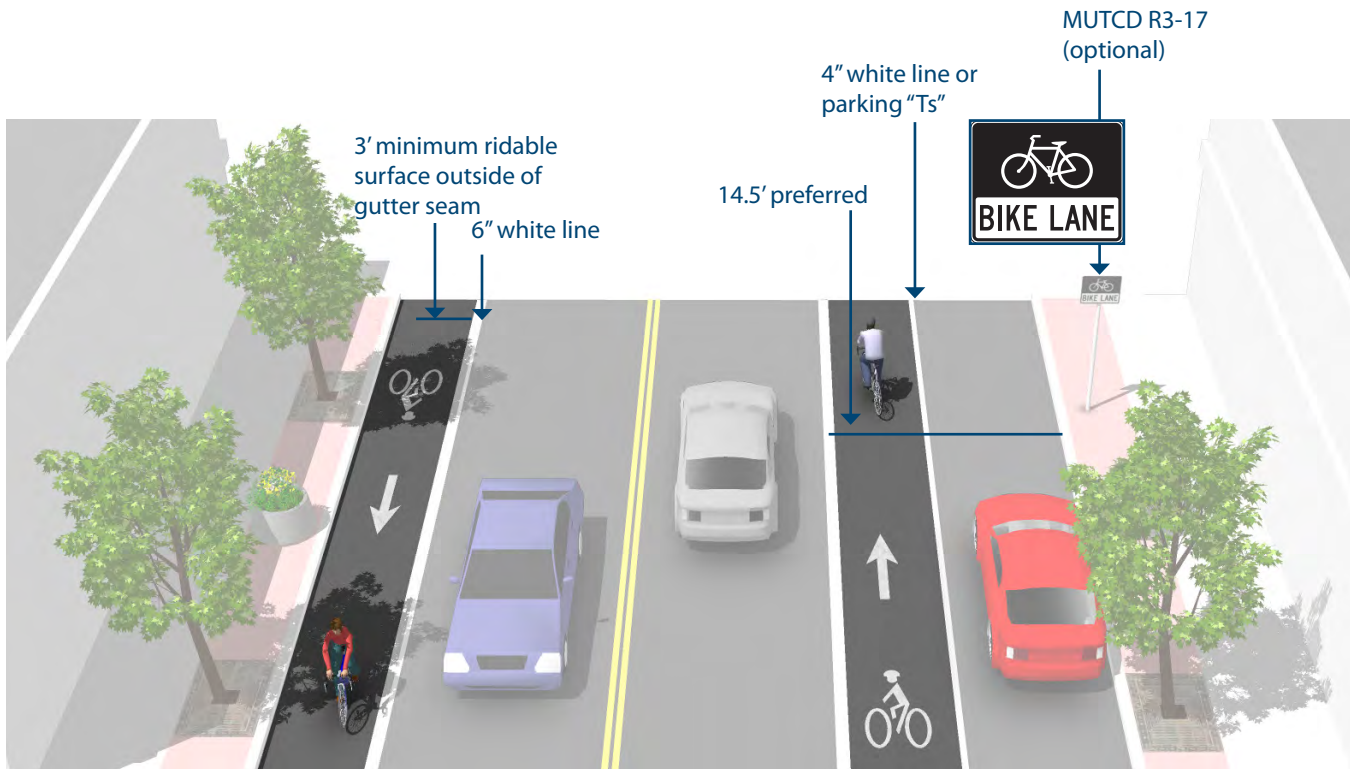 MUTCD R3-17
(optional)
4” white line or
parking “Ts”
3’ minimum ridable
surface outside of
gutter seam
6” white line
14.5’ preferred
BIKE LANE
BIKE LANE